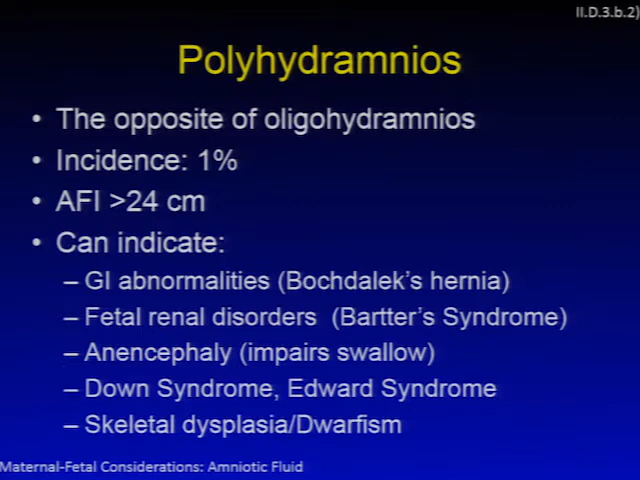 II.D.3.b.2)
Polyhydramnios
• The opposite of oligohydramnios
• Incidence: 1%
• AFI >24 cm
• Can indicate:
– GI abnormalities (Bochdalek's hernia)
– Fetal renal disorders (Bartter's Syndrome)
– Anencephaly (impairs swallow)
– Down Syndrome, Edward Syndrome
– Skeletal dysplasia/Dwarfism
Maternal-Fetal Considerations: Amniotic Fluid